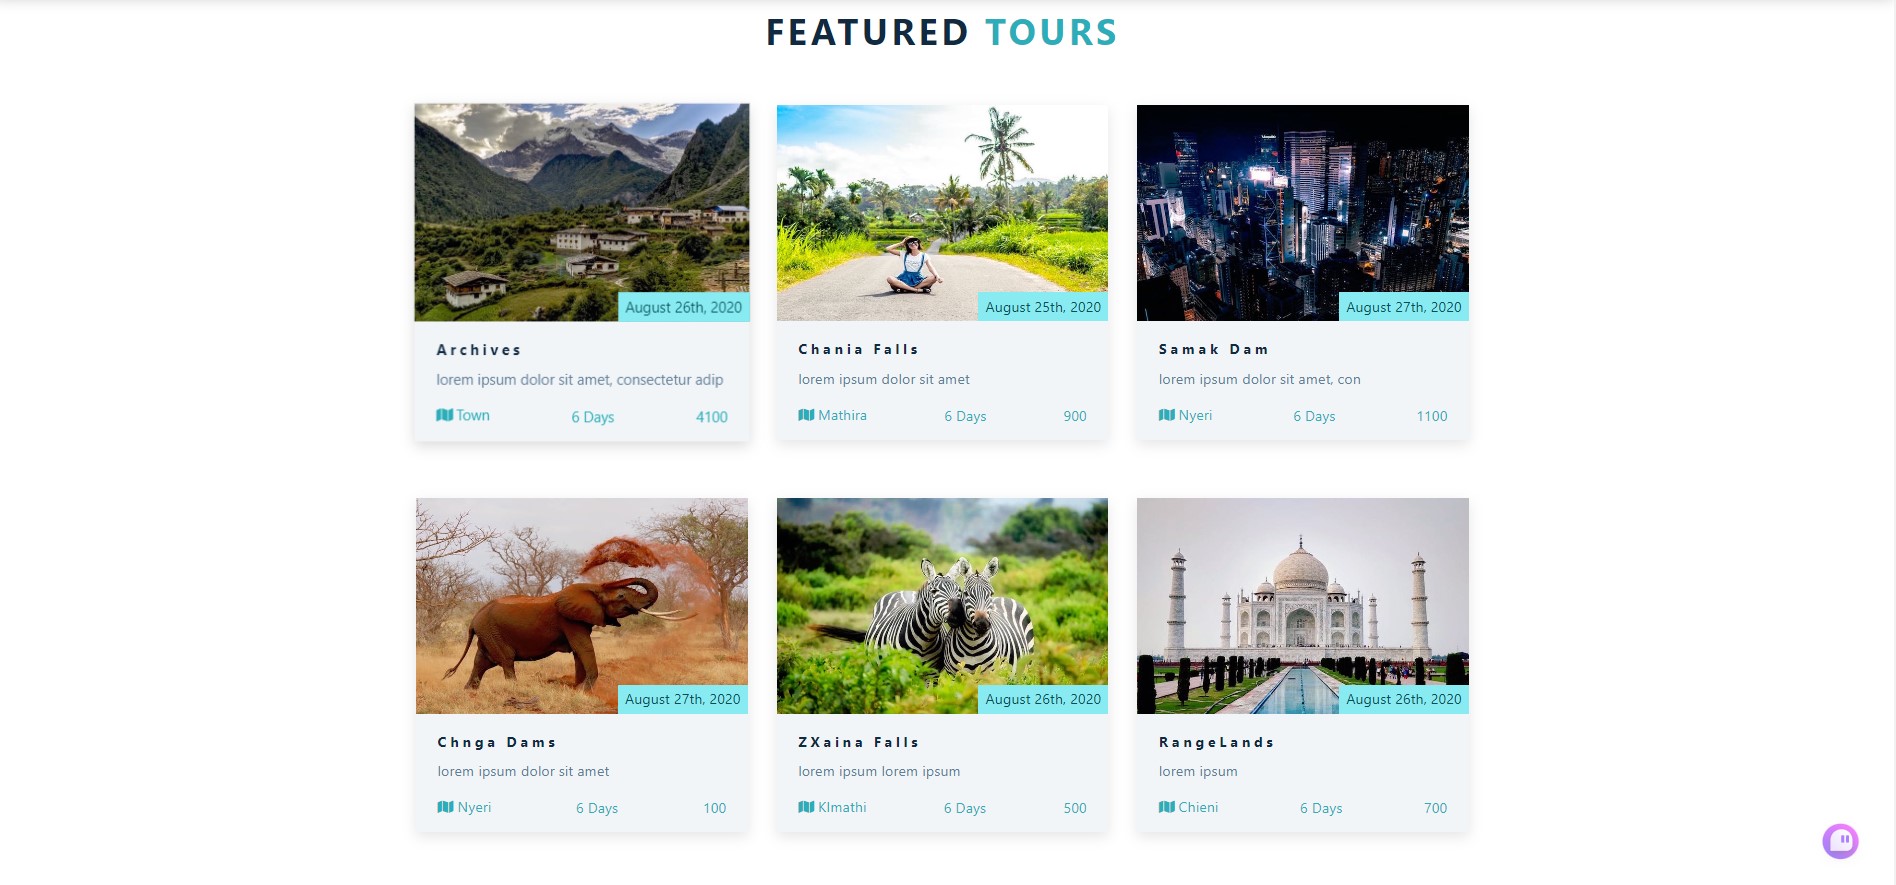 FEATURED TOURS
August 26th, 2020
Archives
lorem ipsum dolor sit amet, consectetur adip
Town 6 Days 4100
August 25th, 2020
Chania Falls
lorem ipsum dolor sit amet
Mathira 6 Days 900
August 27th, 2020
Samak Dam
lorem ipsum dolor sit amet, con
Nyeri 6 Days 1100
August 27th, 2020
Chnga Dams
lorem ipsum dolor sit amet
Nyeri 6 Days 100
August 26th, 2020
ZXaina Falls
lorem ipsum lorem ipsum
KImathi 6 Days 500
August 26th, 2020
RangeLands
lorem ipsum
Chieni 6 Days 700